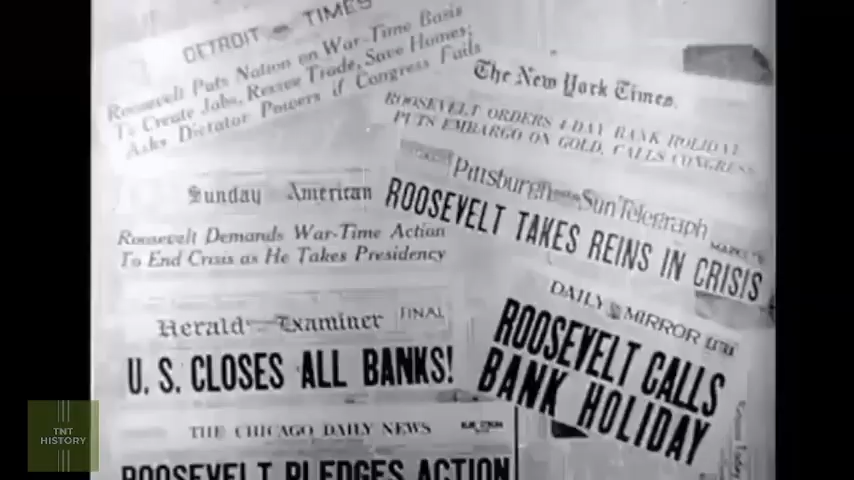 DETROIT TIMES
Roosevelt Puts Nation on War-Time Basis
To Create Jobs, Rescue Trade, Save Homes;
Asks Dictator Powers if Congress Fails
The New York Times.
ROOSEVELT ORDERS 4-DAY BANK HOLIDAY,
PUTS EMBARGO ON GOLD, CALLS CONGRESS
Pittsburgh Sun-Telegraph
ROOSEVELT TAKES REINS IN CRISIS
Sunday American
Roosevelt Demands War-Time Action
To End Crisis as He Takes Presidency
Herald Examiner FINAL
U. S. CLOSES ALL BANKS!
DAILY MIRROR EXTRA
ROOSEVELT CALLS
BANK HOLIDAY
THE CHICAGO DAILY NEWS
ROOSEVELT PLEDGES ACTION
TNT
HISTORY